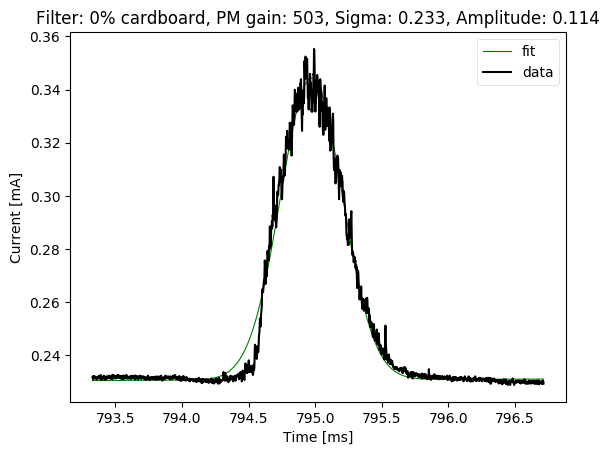 Filter: 0% cardboard, PM gain: 503, Sigma: 0.233, Amplitude: 0.114
0.36
fit
data
0.34
0.32
0.30
0.28
0.26
0.24
Current [mA]
793.5 794.0 794.5 795.0 795.5 796.0 796.5
Time [ms]